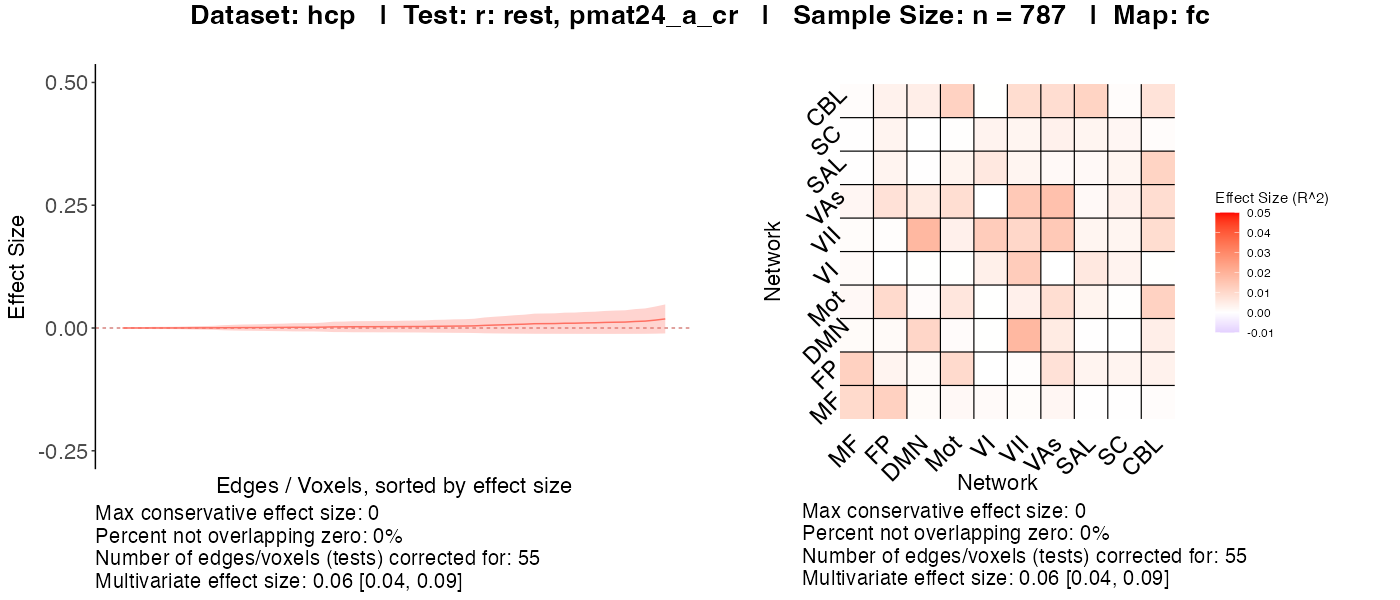 Dataset: hcp | Test: r: rest, pmat24_a_cr | Sample Size: n = 787 | Map: fc
0.50
0.25
0.00
-0.25
Effect Size
Edges / Voxels, sorted by effect size
Max conservative effect size: 0
Percent not overlapping zero: 0%
Number of edges/voxels (tests) corrected for: 55
Multivariate effect size: 0.06 [0.04, 0.09]
Network
CBL
SC
SAL
VAs
VII
VI
Mot
DMN
FP
MF
MF
FP
DMN
Mot
VI
VII
VAs
SAL
SC
CBL
Network
Effect Size (R^2)
0.05
0.04
0.03
0.02
0.01
0.00
-0.01
Max conservative effect size: 0
Percent not overlapping zero: 0%
Number of edges/voxels (tests) corrected for: 55
Multivariate effect size: 0.06 [0.04, 0.09]